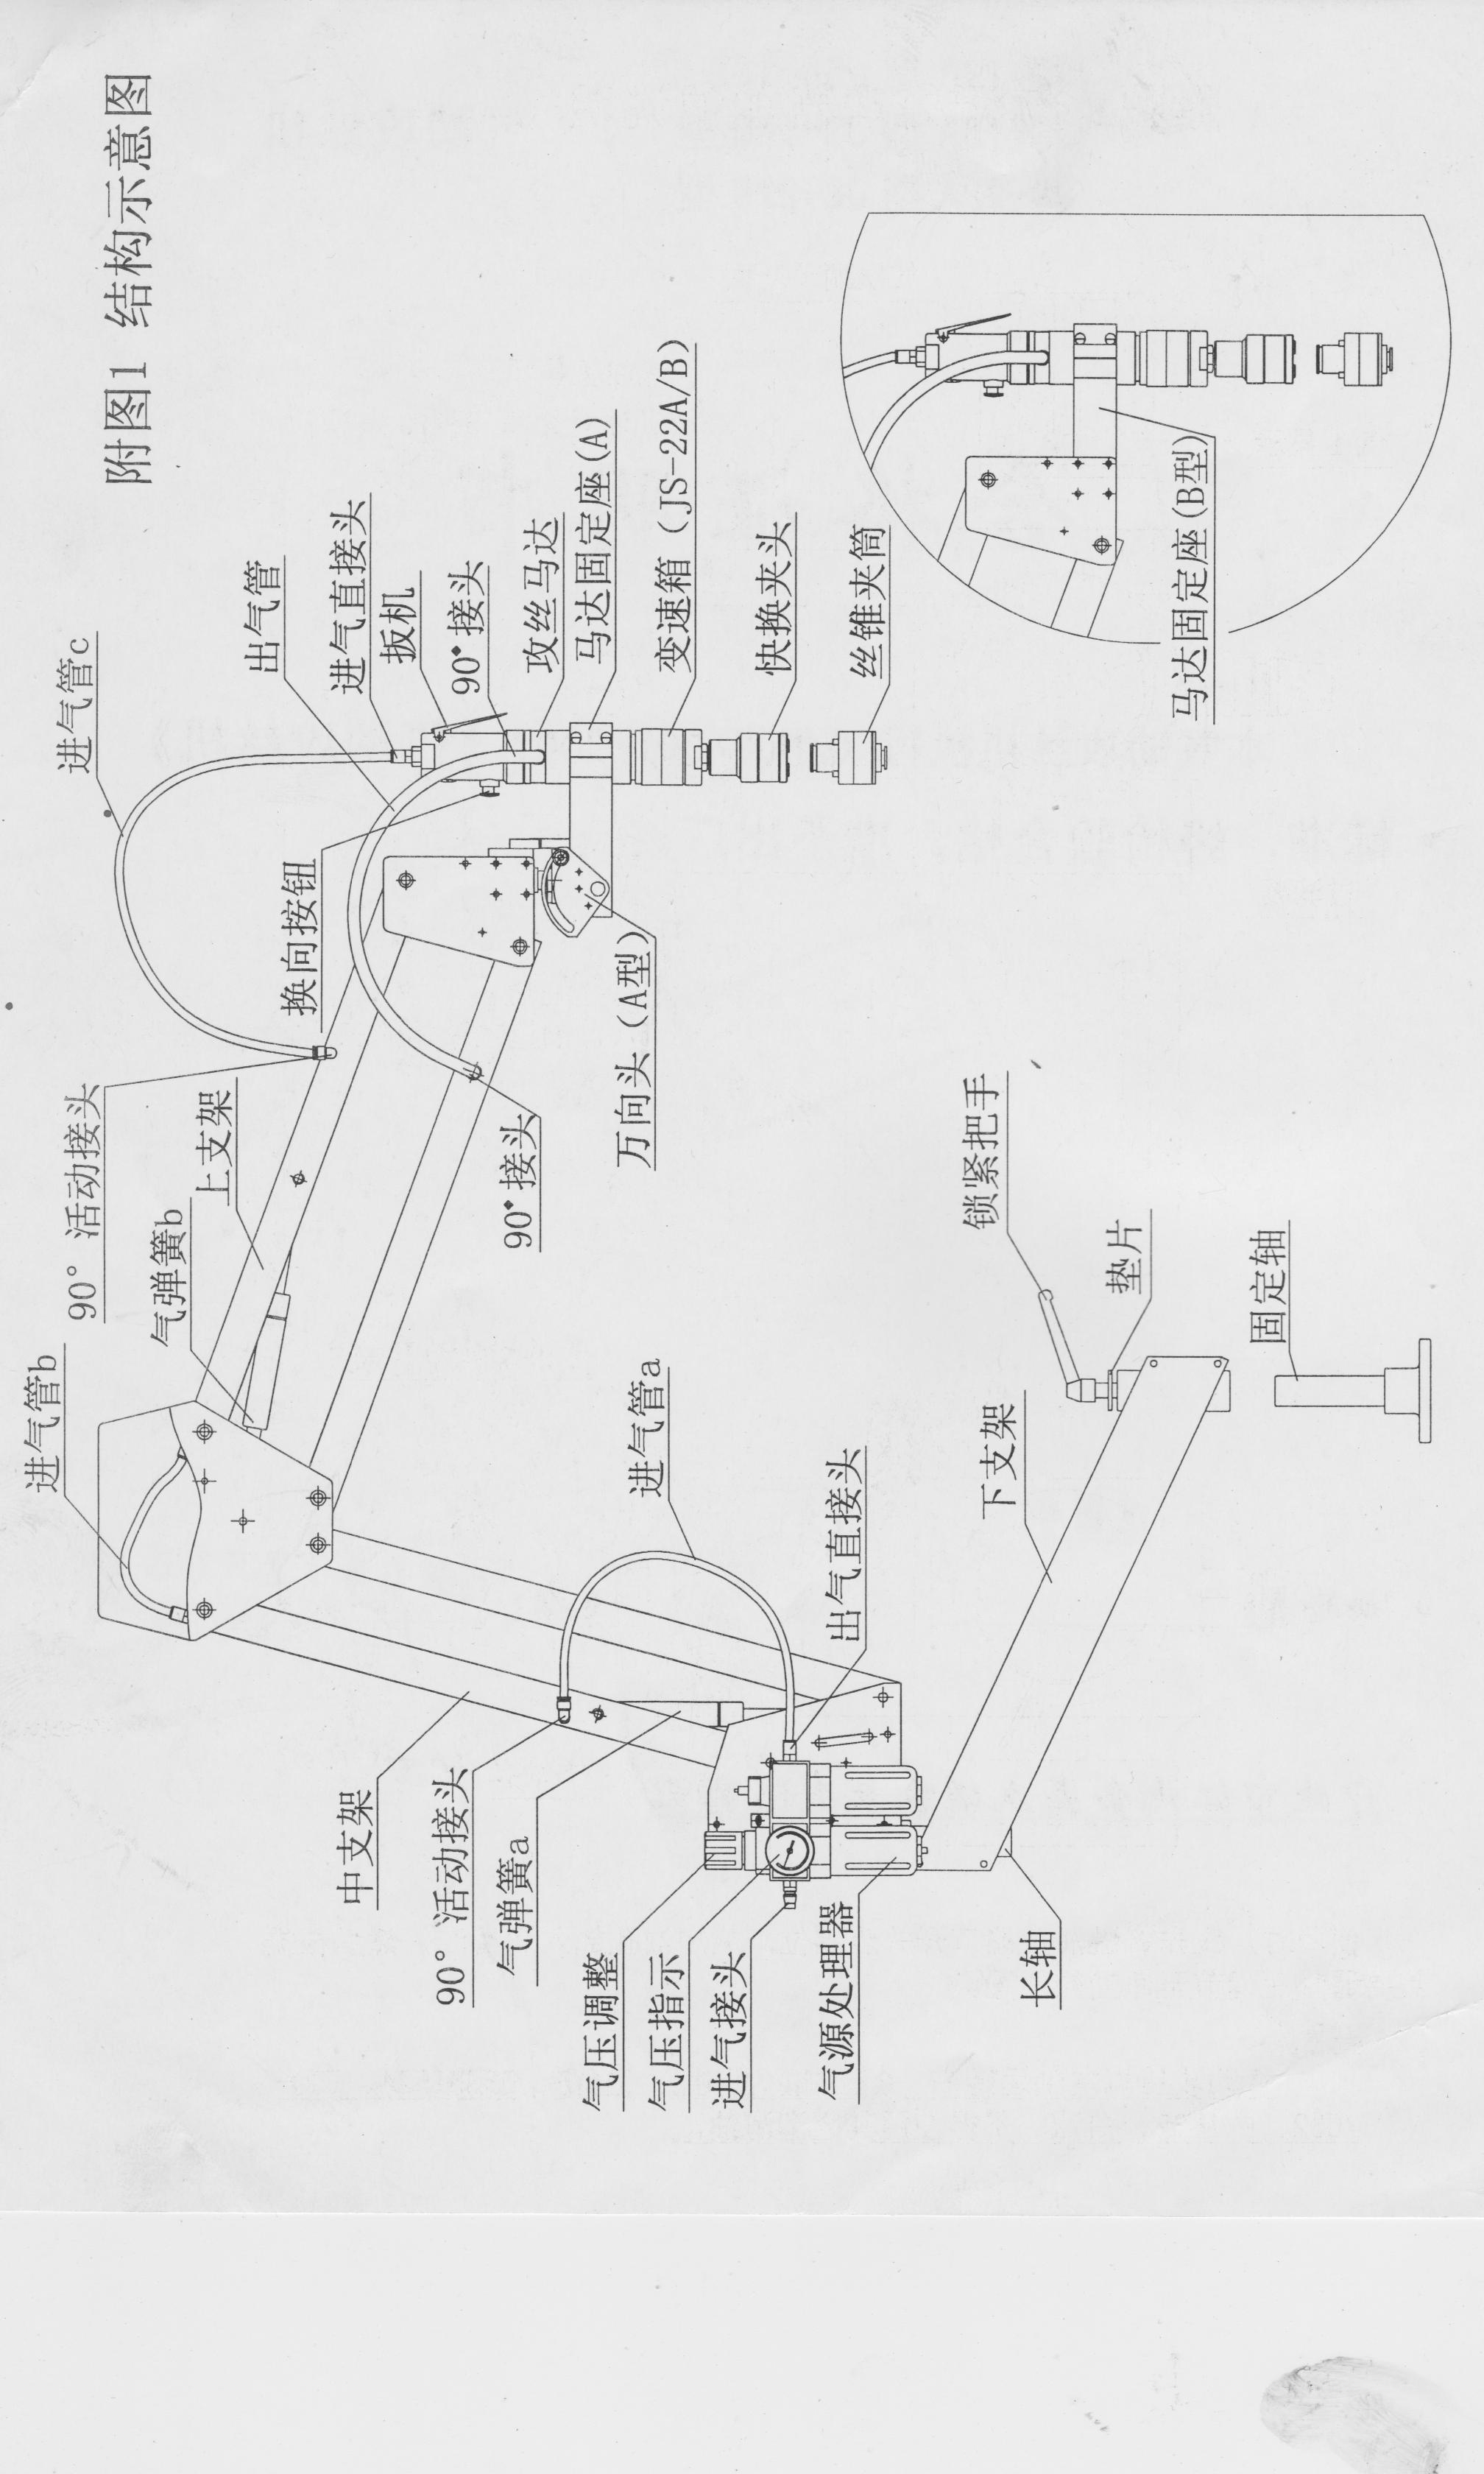 附图1 结构示意图
进气管c
出气管
进气直接头
扳机
90°接头
攻丝马达
马达固定座(A)
变速箱（JS-22A/B）
快换夹头
丝锥夹筒
马达固定座(B型)
换向按钮
90° 活动接头
上支架
气弹簧b
进气管b
90°接头
万向头（A型）
进气管a
出气直接头
锁紧把手
垫片
固定轴
下支架
中支架
90° 活动接头
气弹簧a
气压调整
气压指示
进气接头
气源处理器
长轴